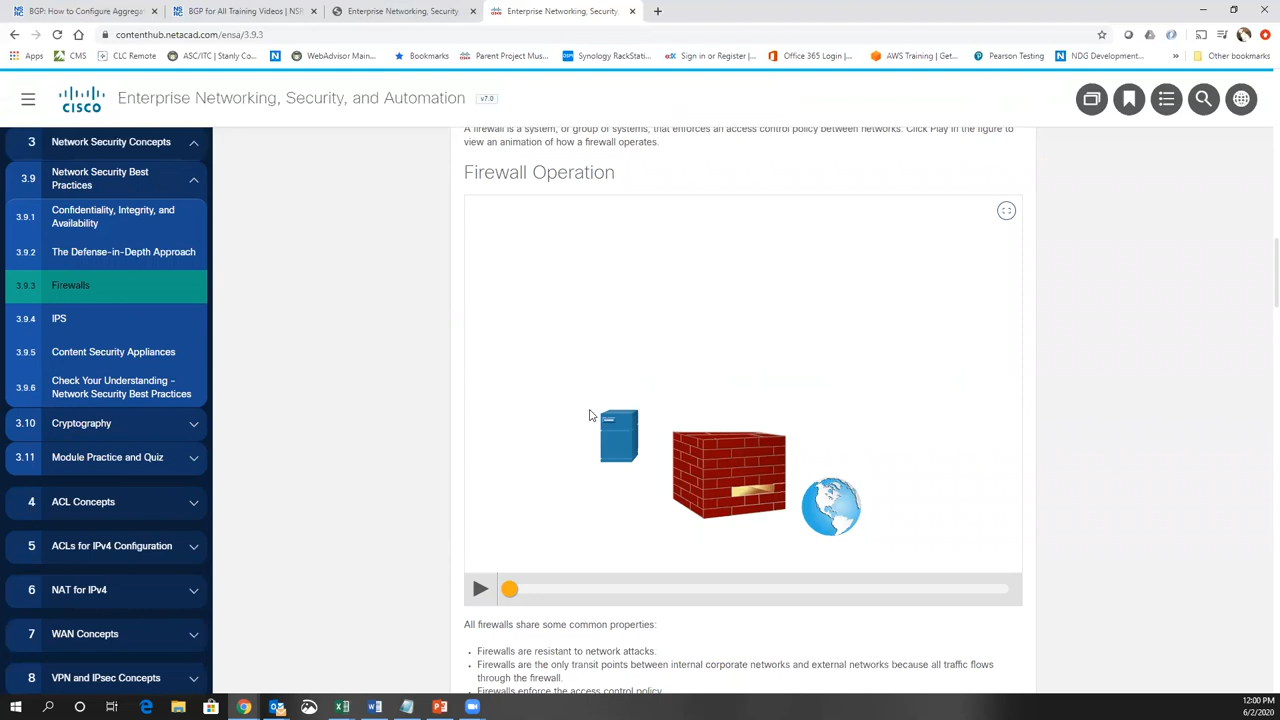 BGP: How to Configure Aggrega
BGP for All Training Videos | NSR
Enterprise Networking, Security,
Enterprise Networking, Security,
contenthub.netacad.com/ensa/3.9.3
Apps
CMS
CLC Remote
ASC/ITC | Stanly Co...
WebAdvisor Main...
Bookmarks
Parent Project Mus...
Synology RackStati...
Sign in or Register |...
Office 365 Login |...
AWS Training | Get...
Pearson Testing
NDG Development...
»
Other bookmarks
CISCO
Enterprise Networking, Security, and Automation
v7.0
3 Network Security Concepts
3.9 Network Security Best
Practices
3.9.1 Confidentiality, Integrity, and
Availability
3.9.2 The Defense-in-Depth Approach
3.9.3 Firewalls
3.9.4 IPS
3.9.5 Content Security Appliances
3.9.6 Check Your Understanding -
Network Security Best Practices
3.10 Cryptography
3.11 Module Practice and Quiz
4 ACL Concepts
5 ACLs for IPv4 Configuration
6 NAT for IPv4
7 WAN Concepts
8 VPN and IPsec Concepts
A firewall is a system, or group of systems, that enforces an access control policy between networks. Click Play in the figure to
view an animation of how a firewall operates.
Firewall Operation
All firewalls share some common properties:
• Firewalls are resistant to network attacks.
• Firewalls are the only transit points between internal corporate networks and external networks because all traffic flows
through the firewall.
• Firewalls enforce the access control policy.
12:00 PM
6/2/2020